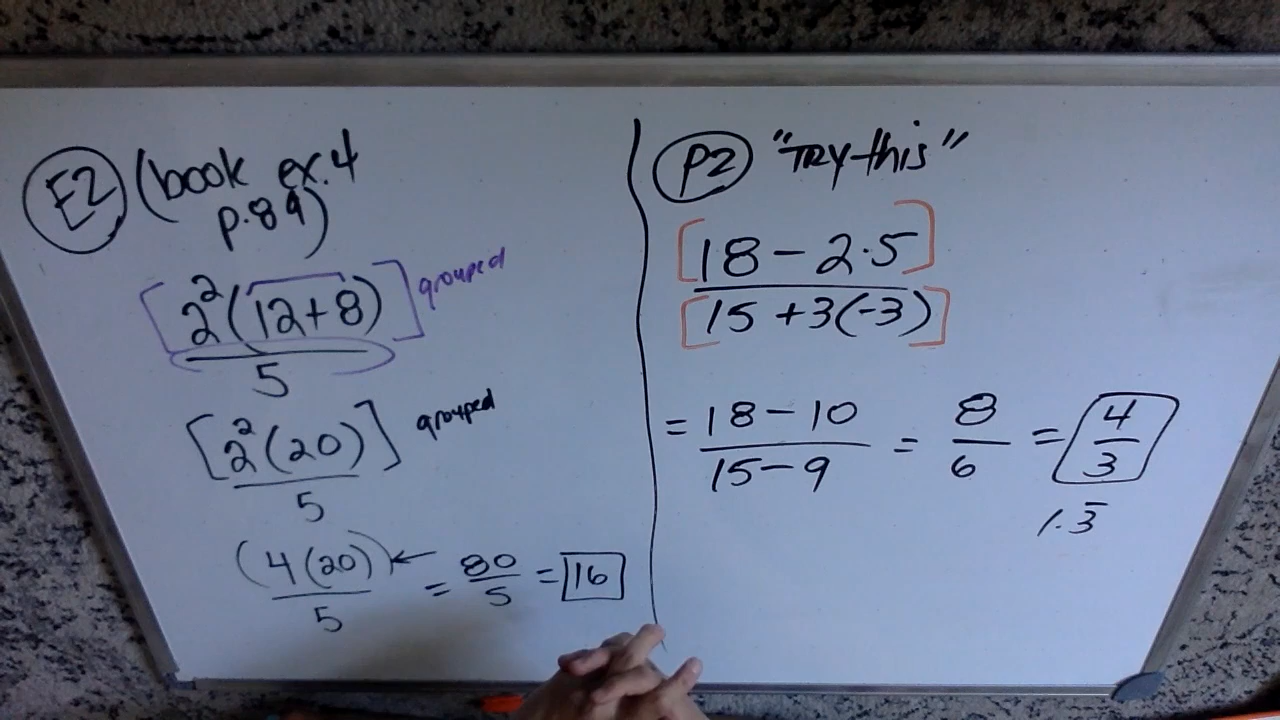 E2 (book ex.4
p.89)
[2²(12+8)] grouped
5
[2²(20)] grouped
5
(4(20)) ← = 80/5 = 16
5
P2 "TRY this"
[18 - 2·5]
[15 + 3(-3)]
= 18 - 10 / 15 - 9 = 8/6 = 4/3
1.3̅